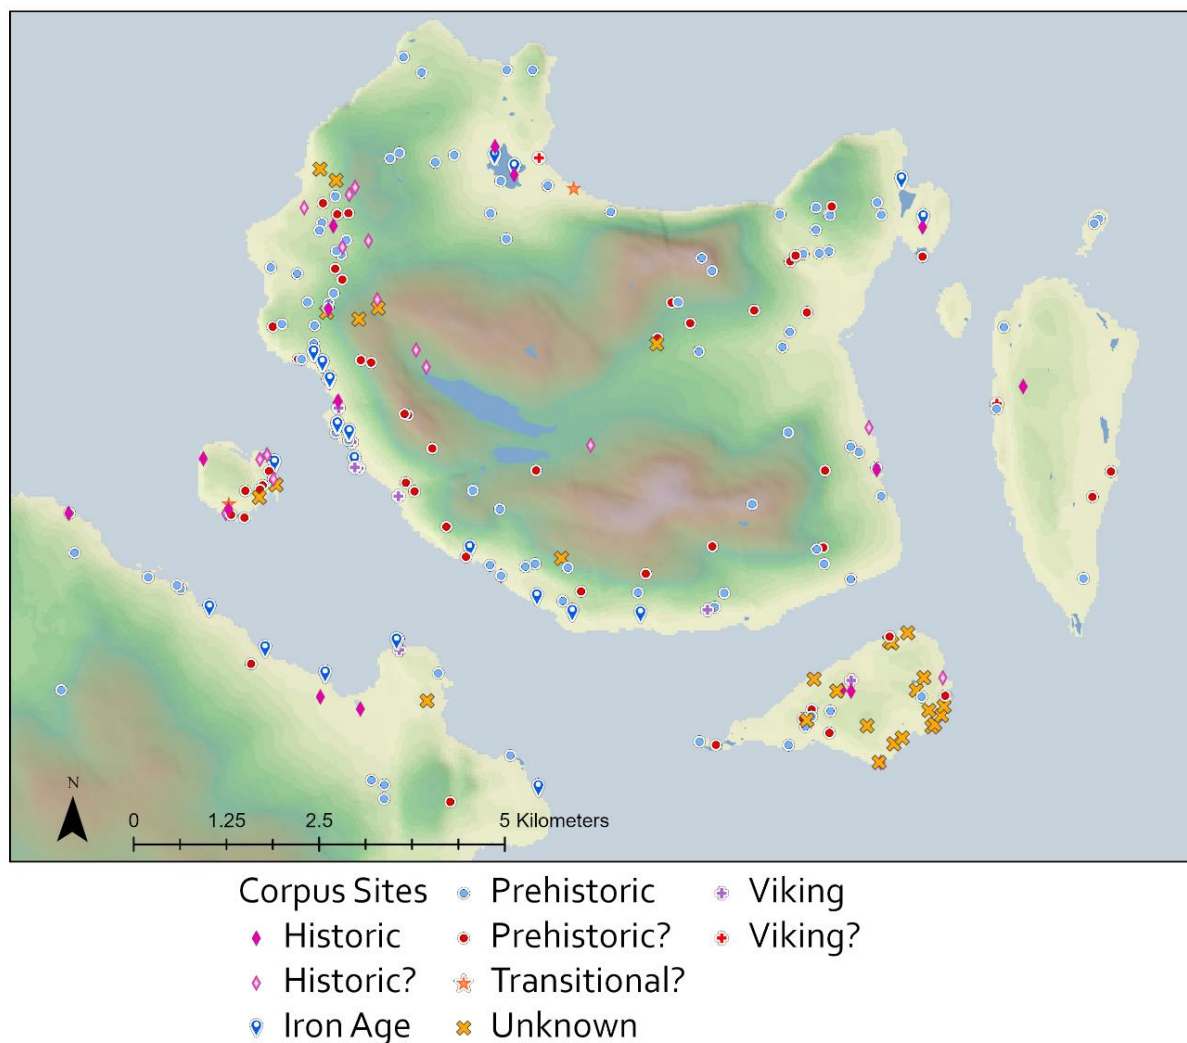 N
0 1.25 2.5 5 Kilometers
Corpus Sites Prehistoric Viking
Historic Prehistoric? Viking?
Historic? Transitional?
Iron Age Unknown